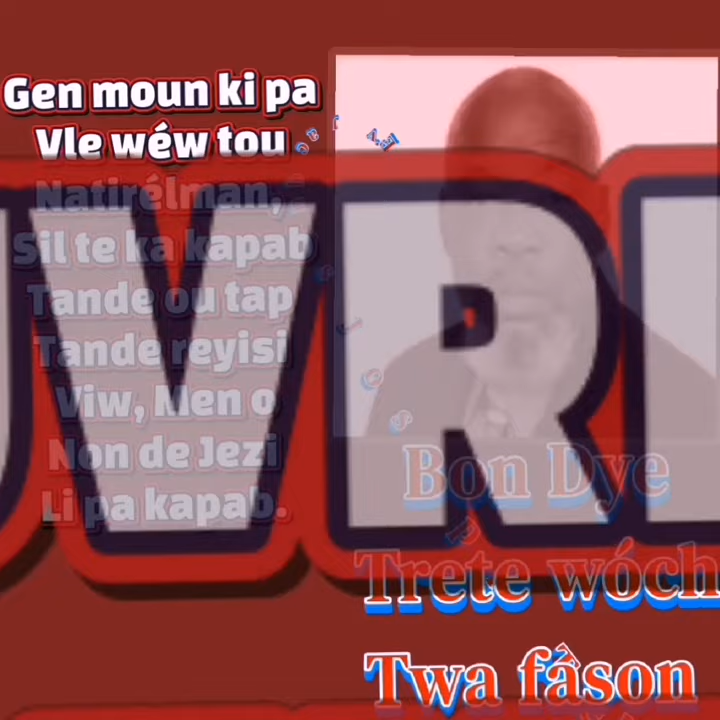 Gen moun ki pa
Vle wéw tou
Natirélman,
Sil te ka kapab
Tande ou tap
Tande reyisi
Viw, Men o
Non de Jezi
Li pa kapab.
VRI
Bon Dye
Trete wóch
Twa fâson